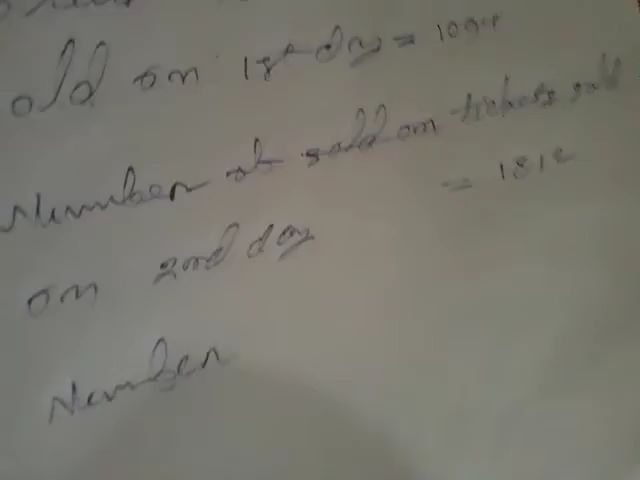 old on 1st day = 1094
Number of sold on tickets sold
= 1812
on 2nd day
Number